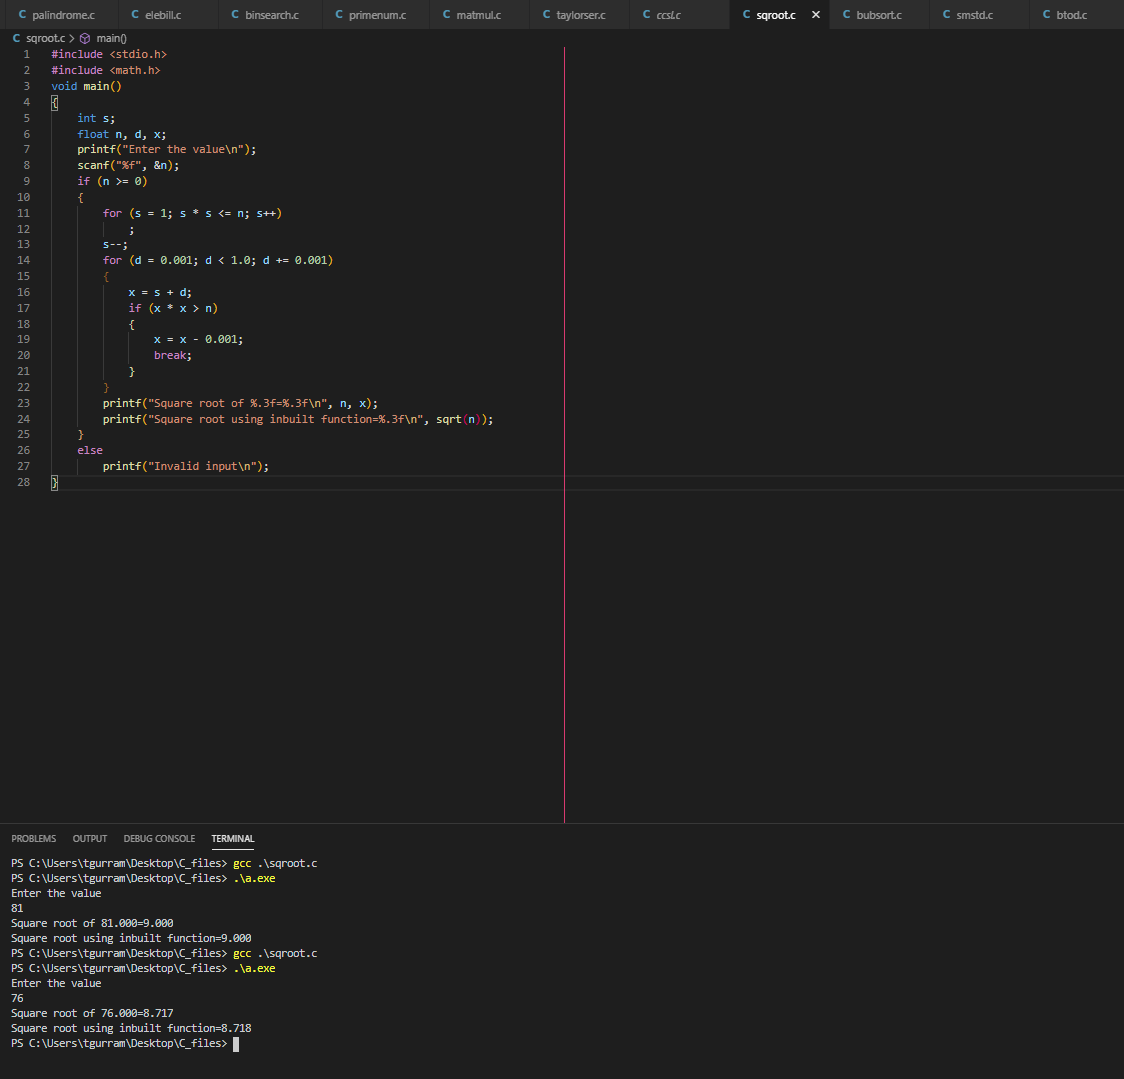 C palindrome.c C elebill.c C binsearch.c C primenum.c C matmul.c C taylorser.c C ccsl.c C sqroot.c × C bubsort.c C smstd.c C btod.c
C sqroot.c > main()
1 #include <stdio.h>
2 #include <math.h>
3 void main()
4 {
5     int s;
6     float n, d, x;
7     printf("Enter the value\n");
8     scanf("%f", &n);
9     if (n >= 0)
10     {
11         for (s = 1; s * s <= n; s++)
12             ;
13         s--;
14         for (d = 0.001; d < 1.0; d += 0.001)
15         {
16             x = s + d;
17             if (x * x > n)
18             {
19                 x = x - 0.001;
20                 break;
21             }
22         }
23         printf("Square root of %.3f=%.3f\n", n, x);
24         printf("Square root using inbuilt function=%.3f\n", sqrt(n));
25     }
26     else
27         printf("Invalid input\n");
28 }
PROBLEMS OUTPUT DEBUG CONSOLE TERMINAL
PS C:\Users\tgurram\Desktop\C_files> gcc .\sqroot.c
PS C:\Users\tgurram\Desktop\C_files> .\a.exe
Enter the value
81
Square root of 81.000=9.000
Square root using inbuilt function=9.000
PS C:\Users\tgurram\Desktop\C_files> gcc .\sqroot.c
PS C:\Users\tgurram\Desktop\C_files> .\a.exe
Enter the value
76
Square root of 76.000=8.717
Square root using inbuilt function=8.718
PS C:\Users\tgurram\Desktop\C_files>